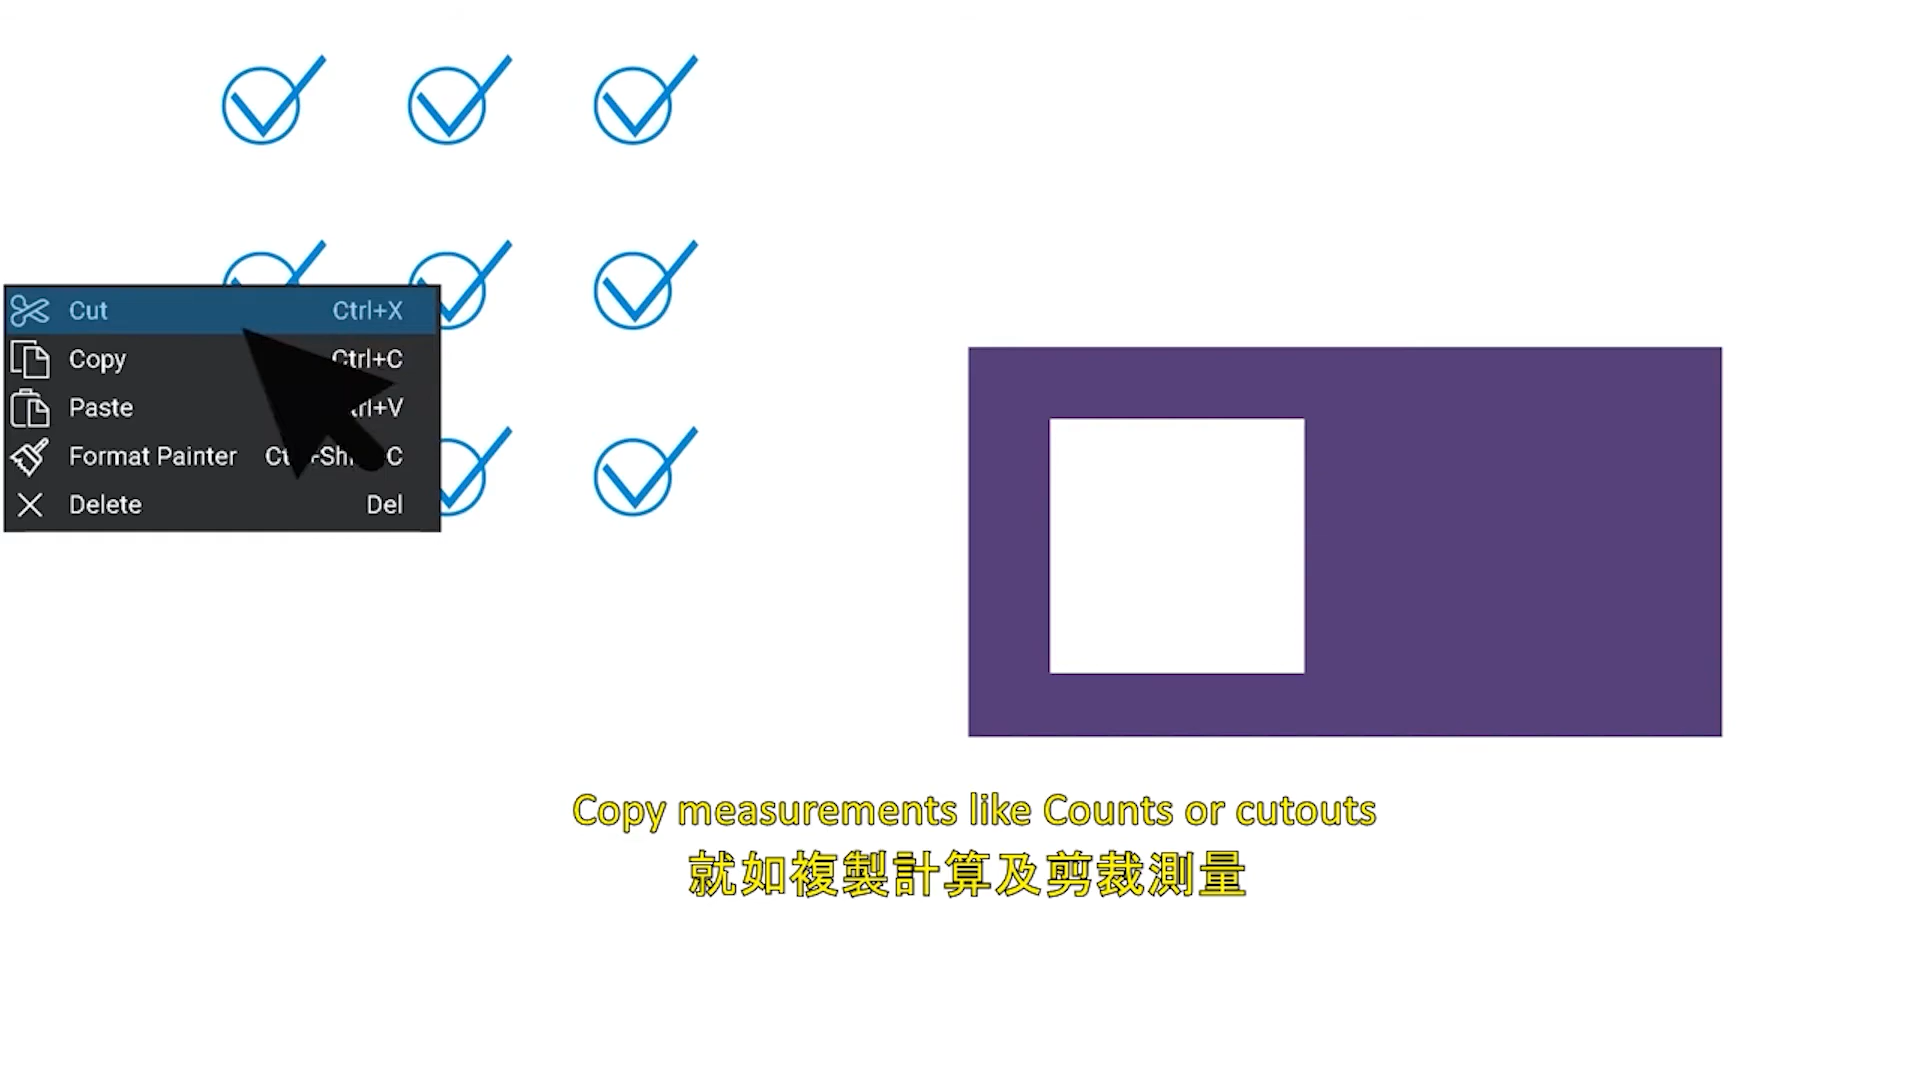 Cut Ctrl+X
Copy Ctrl+C
Paste
Format Painter
Delete Del
Copy measurements like Counts or cutouts
就如複製計算及剪裁測量